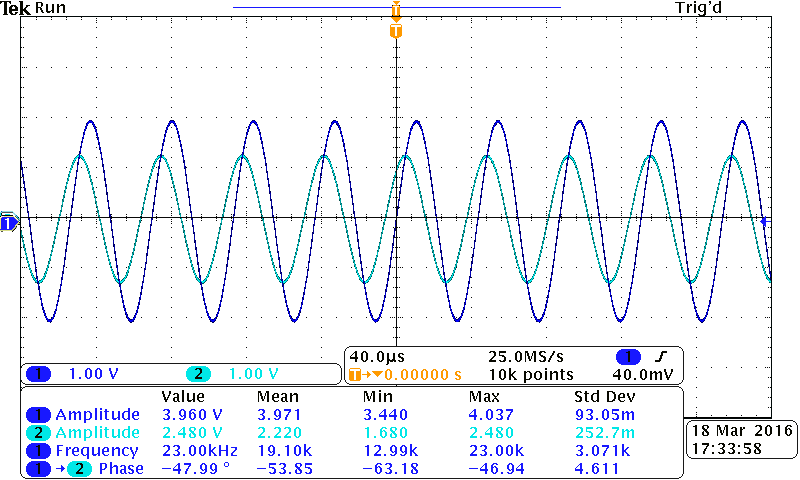 Tek Run Trig'd
T
T
1
2
T
40.0µs 25.0MS/s 1
1 1.00 V 2 1.00 V
T→▼0.00000 s 10k points 40.0mV
Value Mean Min Max Std Dev
1 Amplitude 3.960 V 3.971 3.440 4.037 93.05m
2 Amplitude 2.480 V 2.220 1.680 2.480 252.7m
1 Frequency 23.00kHz 19.10k 12.99k 23.00k 3.071k
1 → 2 Phase −47.99 ° −53.85 −63.18 −46.94 4.611
18 Mar 2016
17:33:58